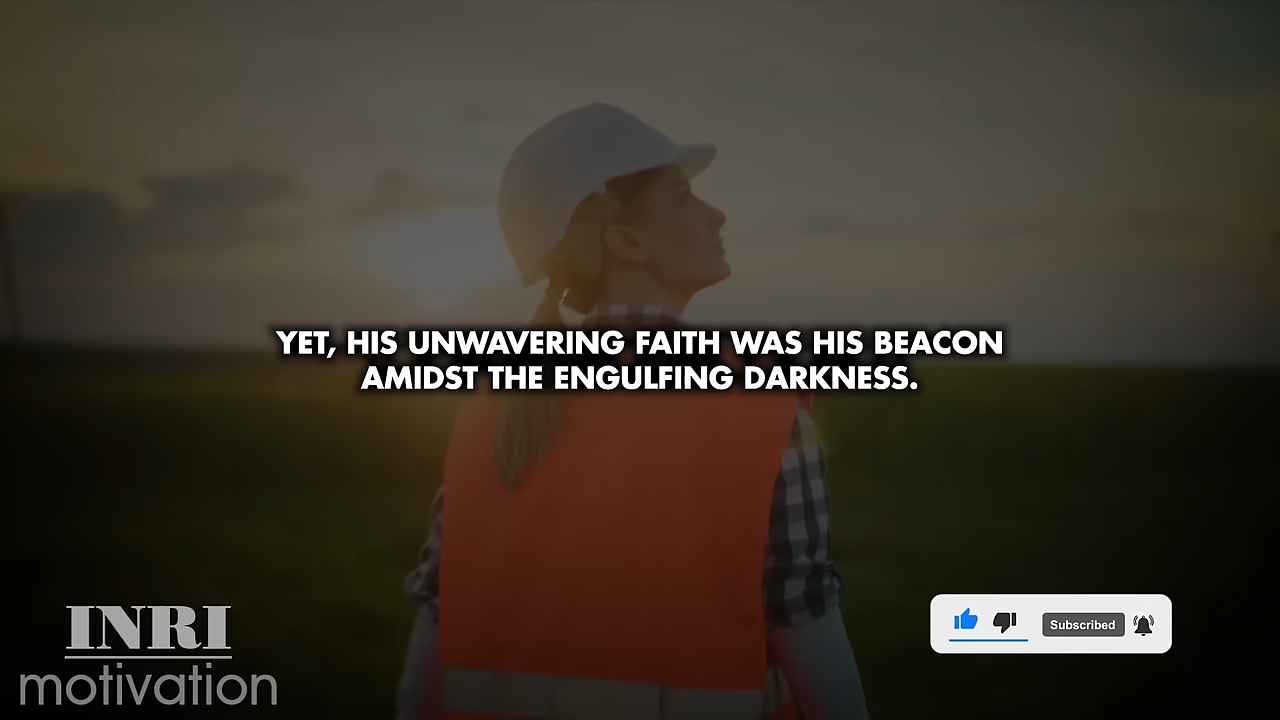 YET, HIS UNWAVERING FAITH WAS HIS BEACON
AMIDST THE ENGULFING DARKNESS.
INRI
motivation
Subscribed